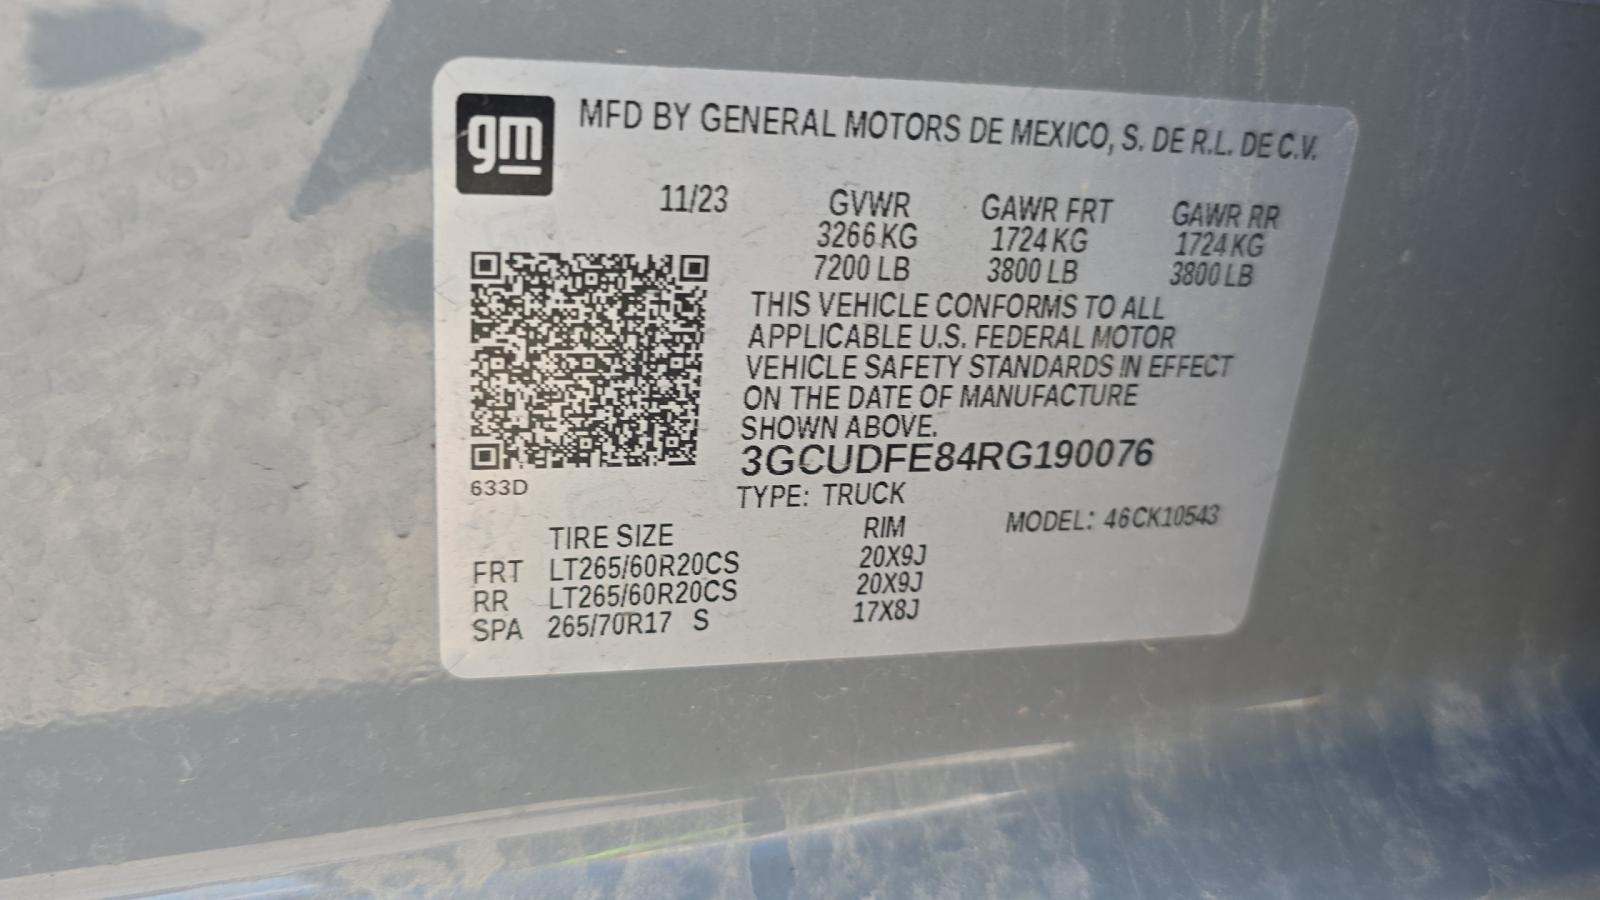 gm
MFD BY GENERAL MOTORS DE MEXICO, S. DE R.L. DE C.V.
11/23 GVWR GAWR FRT GAWR RR
3266 KG 1724 KG 1724 KG
7200 LB 3800 LB 3800 LB
THIS VEHICLE CONFORMS TO ALL
APPLICABLE U.S. FEDERAL MOTOR
VEHICLE SAFETY STANDARDS IN EFFECT
ON THE DATE OF MANUFACTURE
SHOWN ABOVE.
3GCUDFE84RG190076
633D
TYPE: TRUCK
MODEL: 46CK10543
TIRE SIZE RIM
FRT LT265/60R20CS 20X9J
RR LT265/60R20CS 20X9J
SPA 265/70R17 S 17X8J